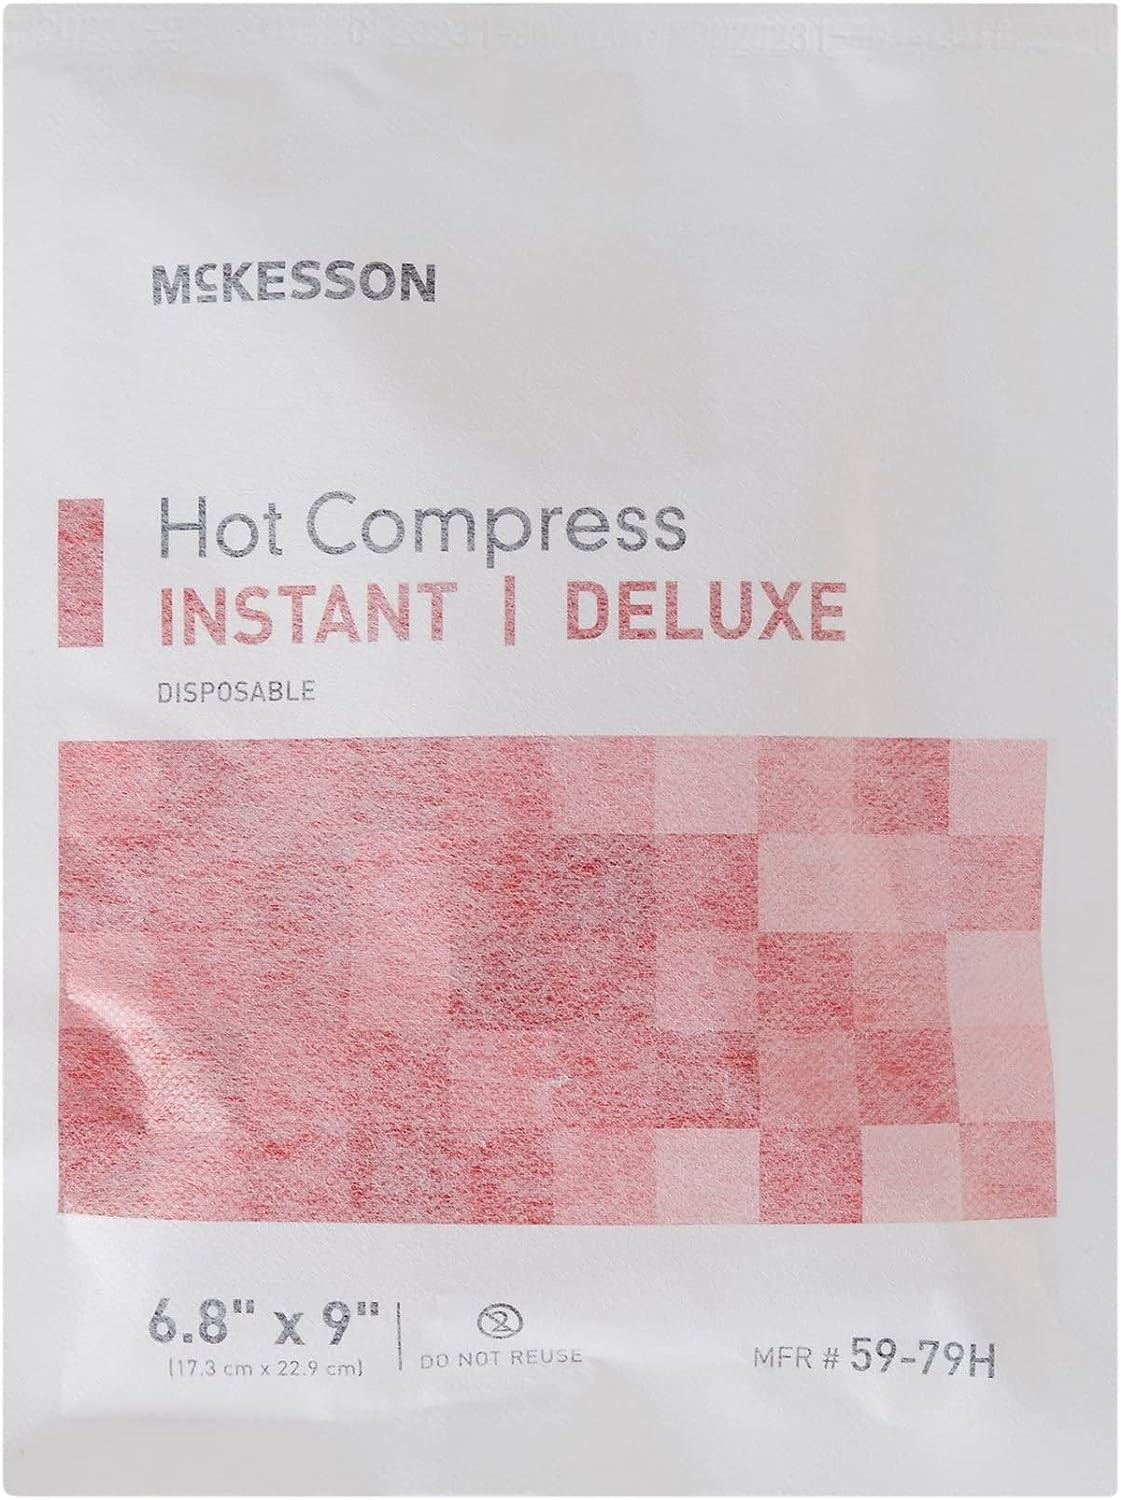 McKESSON
Hot Compress
INSTANT | DELUXE
DISPOSABLE
6.8" x 9"
(17.3 cm x 22.9 cm)
2
DO NOT REUSE
MFR # 59-79H